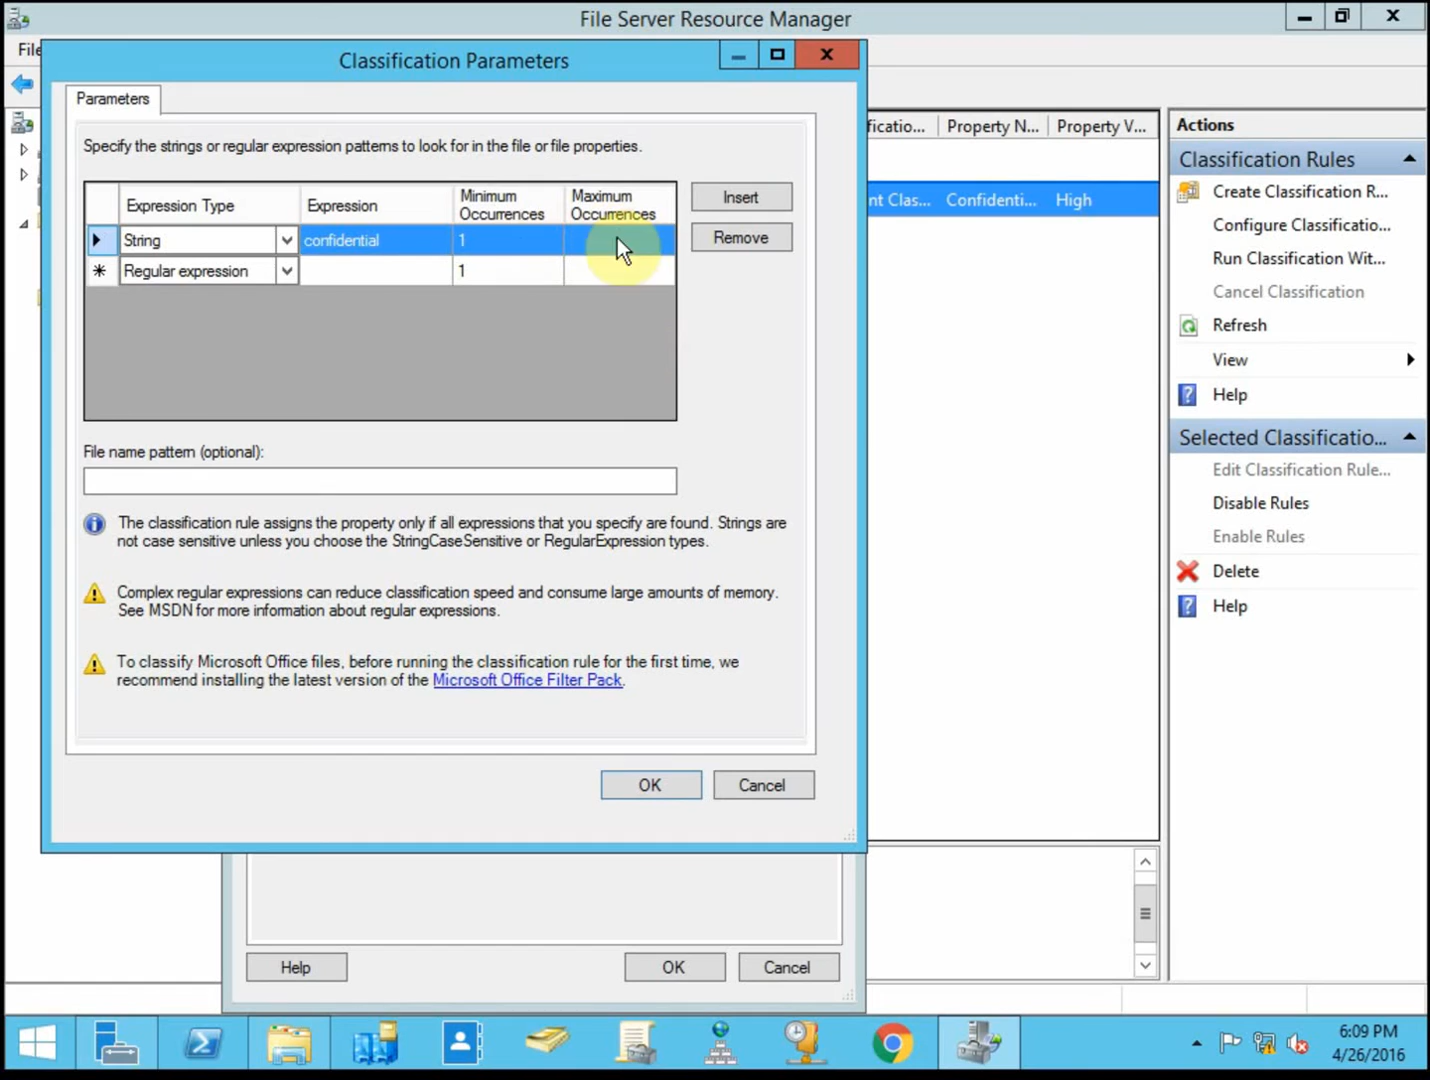 File Server Resource Manager
File
Classification Parameters
Parameters
Specify the strings or regular expression patterns to look for in the file or file properties.
Expression Type
Expression
Minimum
Occurrences
Maximum
Occurrences
String
confidential
1
Regular expression
1
Insert
Remove
File name pattern (optional):
The classification rule assigns the property only if all expressions that you specify are found. Strings are
not case sensitive unless you choose the StringCaseSensitive or RegularExpression types.
Complex regular expressions can reduce classification speed and consume large amounts of memory.
See MSDN for more information about regular expressions.
To classify Microsoft Office files, before running the classification rule for the first time, we
recommend installing the latest version of the Microsoft Office Filter Pack.
OK
Cancel
Help
OK
Cancel
ficatio...
Property N...
Property V...
nt Clas...
Confidenti...
High
Actions
Classification Rules
Create Classification R...
Configure Classificatio...
Run Classification Wit...
Cancel Classification
Refresh
View
Help
Selected Classificatio...
Edit Classification Rule...
Disable Rules
Enable Rules
Delete
Help
6:09 PM
4/26/2016